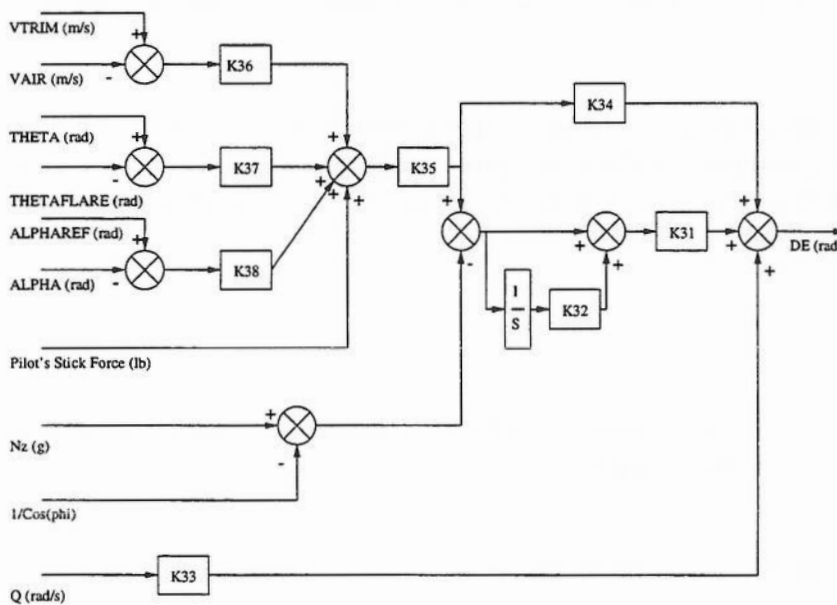 VTRIM (m/s)
+
K36
VAIR (m/s)
-
K34
THETA (rad)
+
+
K37
K35
-
+
+
+
THETAFLARE (rad)
ALPHAREF (rad)
+
+
+
K31
+
DE (rad
K38
+
+
+
-
ALPHA (rad)
-
1
S
K32
Pilot's Stick Force (lb)
+
Nz (g)
-
1/Cos(phi)
K33
Q (rad/s)